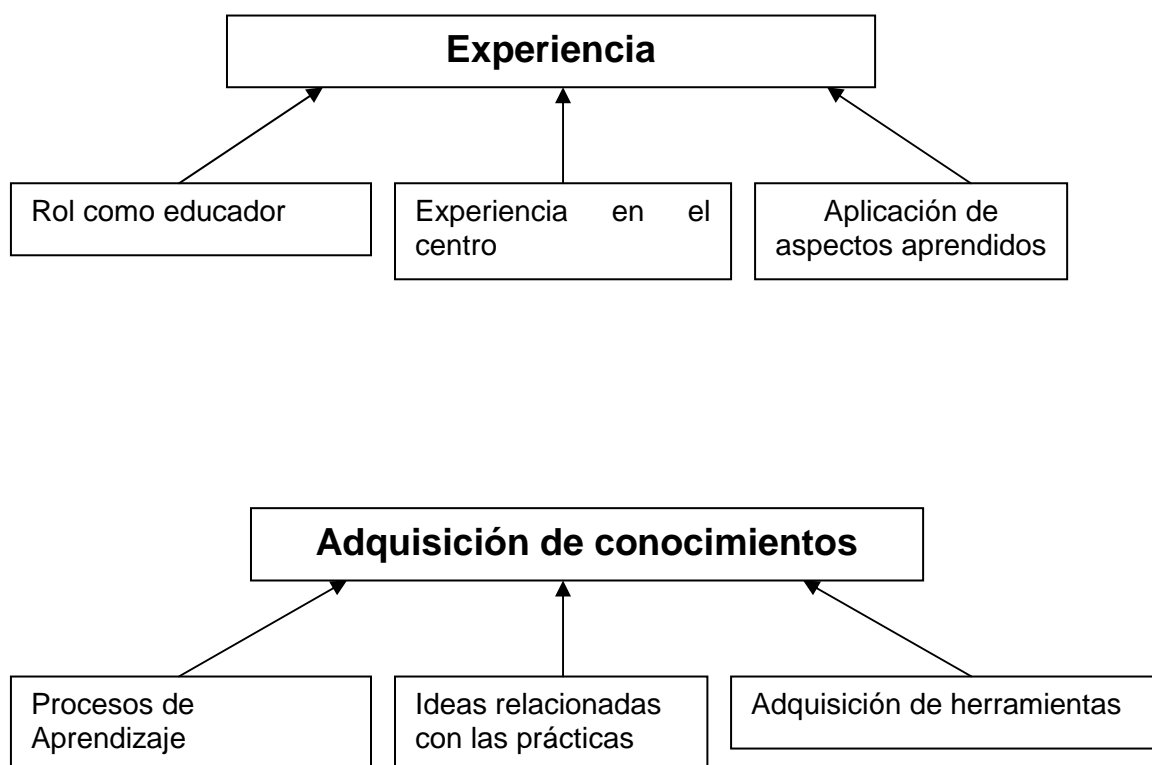 Experiencia
Rol como educador
Experiencia en el
centro
Aplicación de
aspectos aprendidos
Adquisición de conocimientos
Procesos de
Aprendizaje
Ideas relacionadas
con las prácticas
Adquisición de herramientas